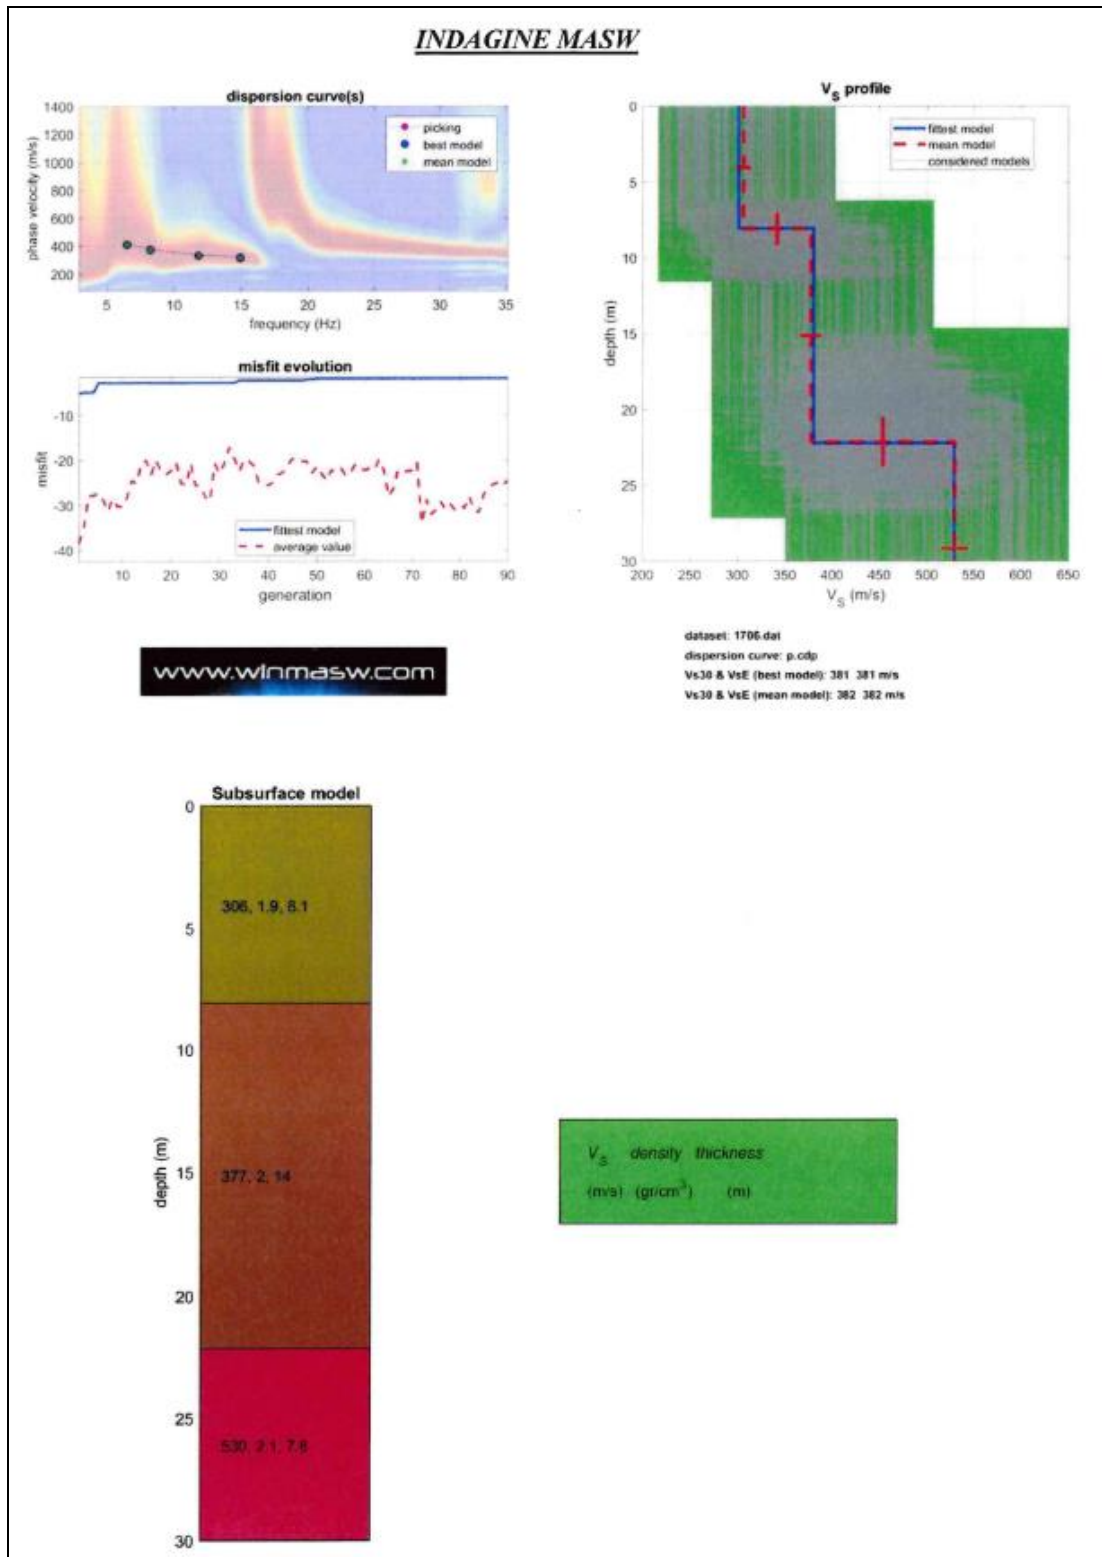 INDAGINE MASW
dispersion curve(s)
1400
1200
1000
800
600
400
200
phase velocity (m/s)
picking
best model
mean model
5 10 15 20 25 30 35
frequency (Hz)
misfit evolution
-10
-20
-30
-40
misfit
fittest model
average value
10 20 30 40 50 60 70 80 90
generation
V_S profile
0
5
10
15
20
25
30
depth (m)
fittest model
mean model
considered models
200 250 300 350 400 450 500 550 600 650
V_S (m/s)
www.winmasw.com
dataset: 1706.dat
dispersion curve: p.cdp
Vs30 & VsE (best model): 381 381 m/s
Vs30 & VsE (mean model): 382 382 m/s
Subsurface model
0
5
10
15
20
25
30
depth (m)
306, 1.9, 8.1
377, 2, 14
530, 2.1, 7.8
V_S density thickness
(m/s) (gr/cm³) (m)